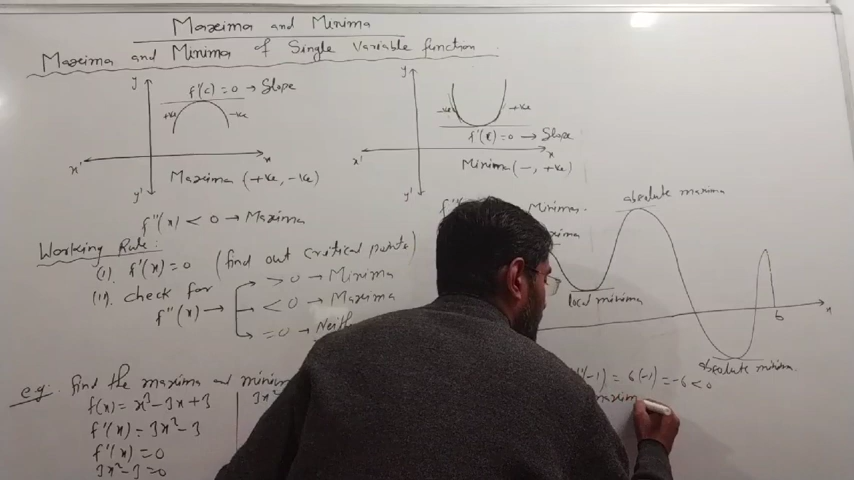 Maxima and Minima
Maxima and Minima of Single Variable function
y
f'(c) = 0 → Slope
+ve
-ve
x'
x
y'
Maxima (+ve, -ve)
f''(x) < 0 → Maxima
y
-ve
+ve
f'(x) = 0 → Slope
x'
x
Minima (-, +ve)
y'
Minima.
absolute maxima
local minima
b
x
absolute minima.
Working Rule:
(i). f'(x) = 0 (find out critical points)
(ii). check for
f''(x) →
> 0 → Minima
< 0 → Maxima
= 0 →
e.g: find the maxima and
f(x) = x³ - 3x + 3
f'(x) = 3x² - 3
f'(x) = 0
3x² - 3 = 0
(-1) = 6(-1) = -6 < 0